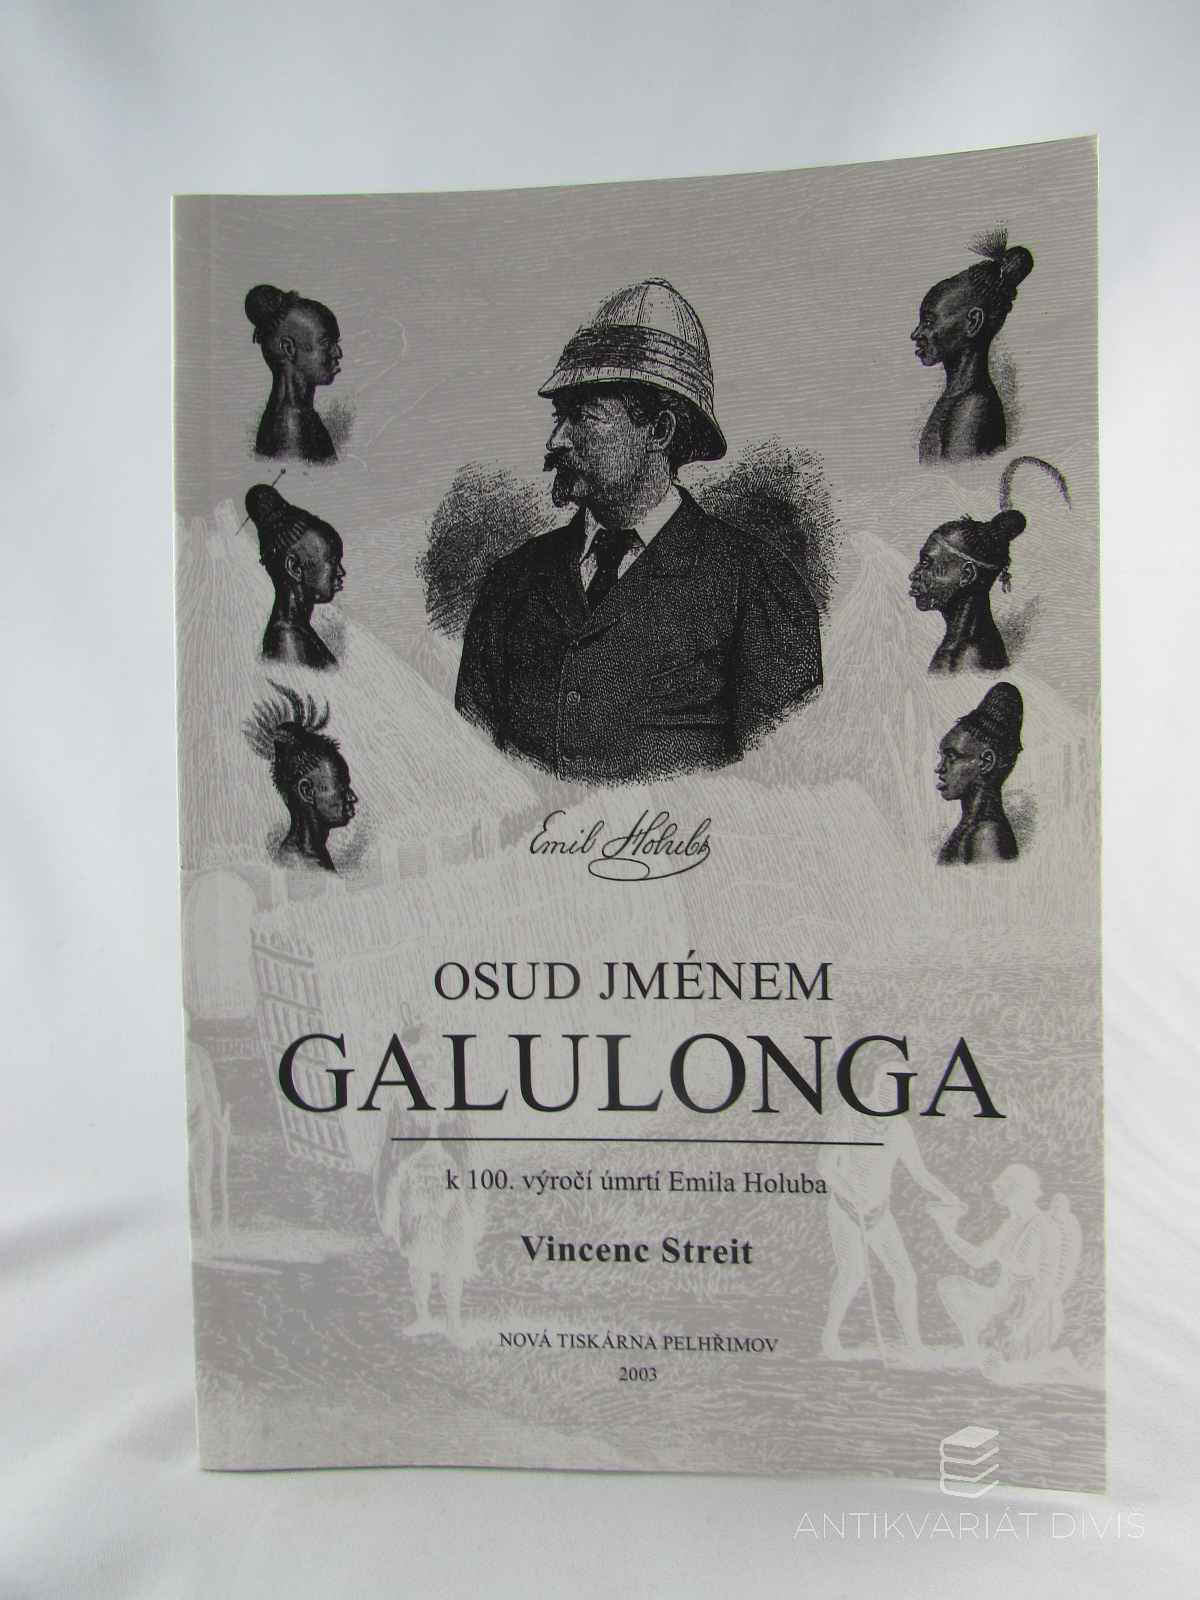 Emil Holub
OSUD JMÉNEM
GALULONGA
k 100. výročí úmrtí Emila Holuba
Vincenc Streit
NOVÁ TISKÁRNA PELHŘIMOV
2003
ANTIKVARIÁT DIVIŠ